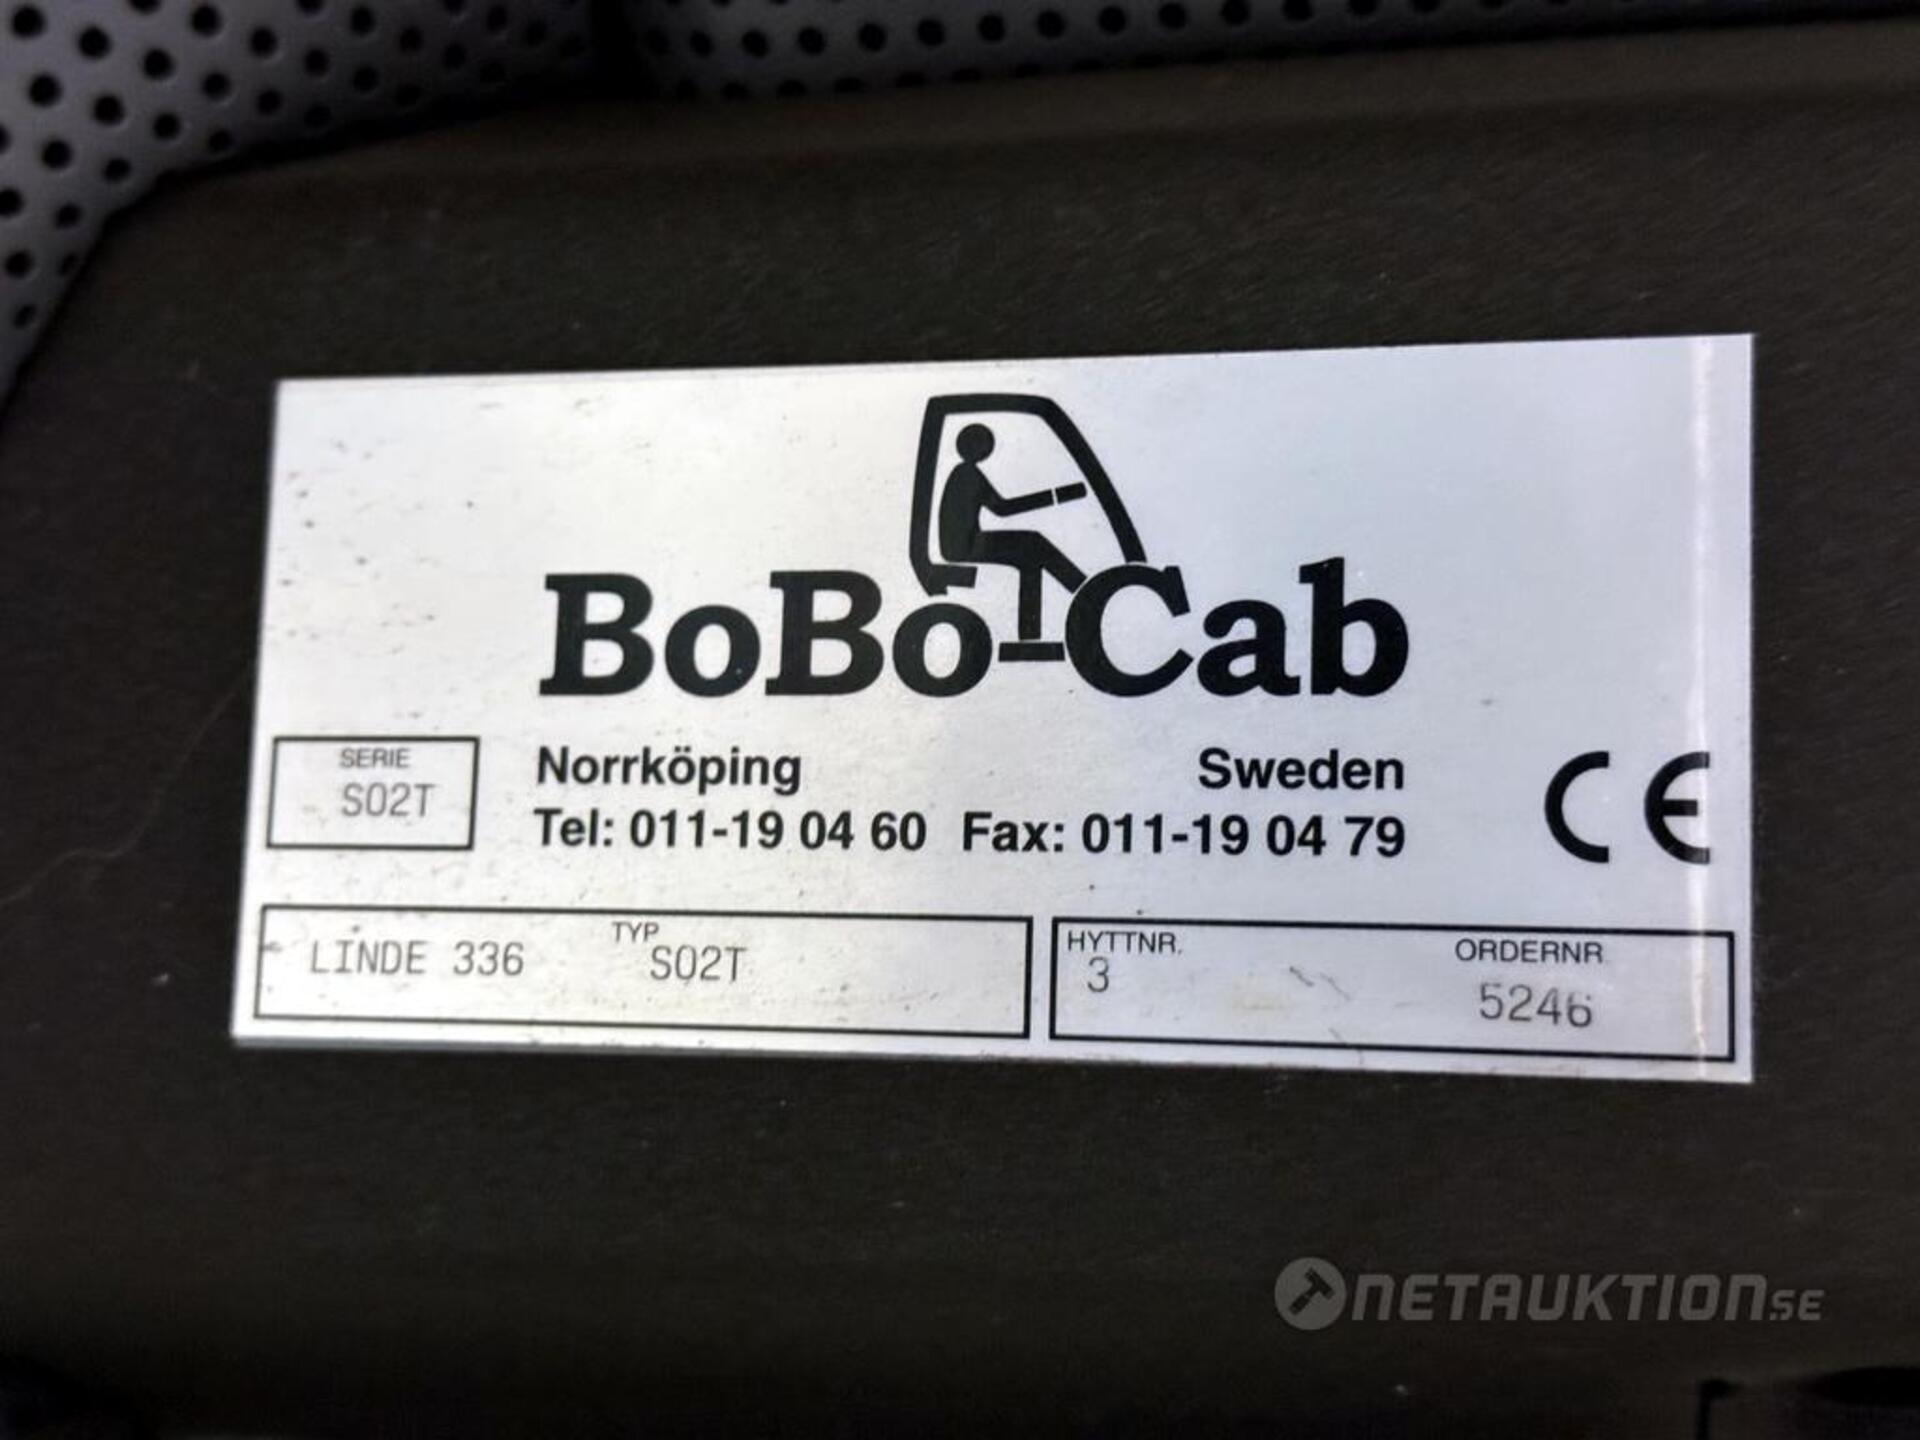 BoBo-Cab
SERIE
S02T
Norrköping Sweden
Tel: 011-19 04 60 Fax: 011-19 04 79
CE
TYP
LINDE 336 S02T
HYTTNR. ORDERNR
3 5246
NETAUKTION.SE